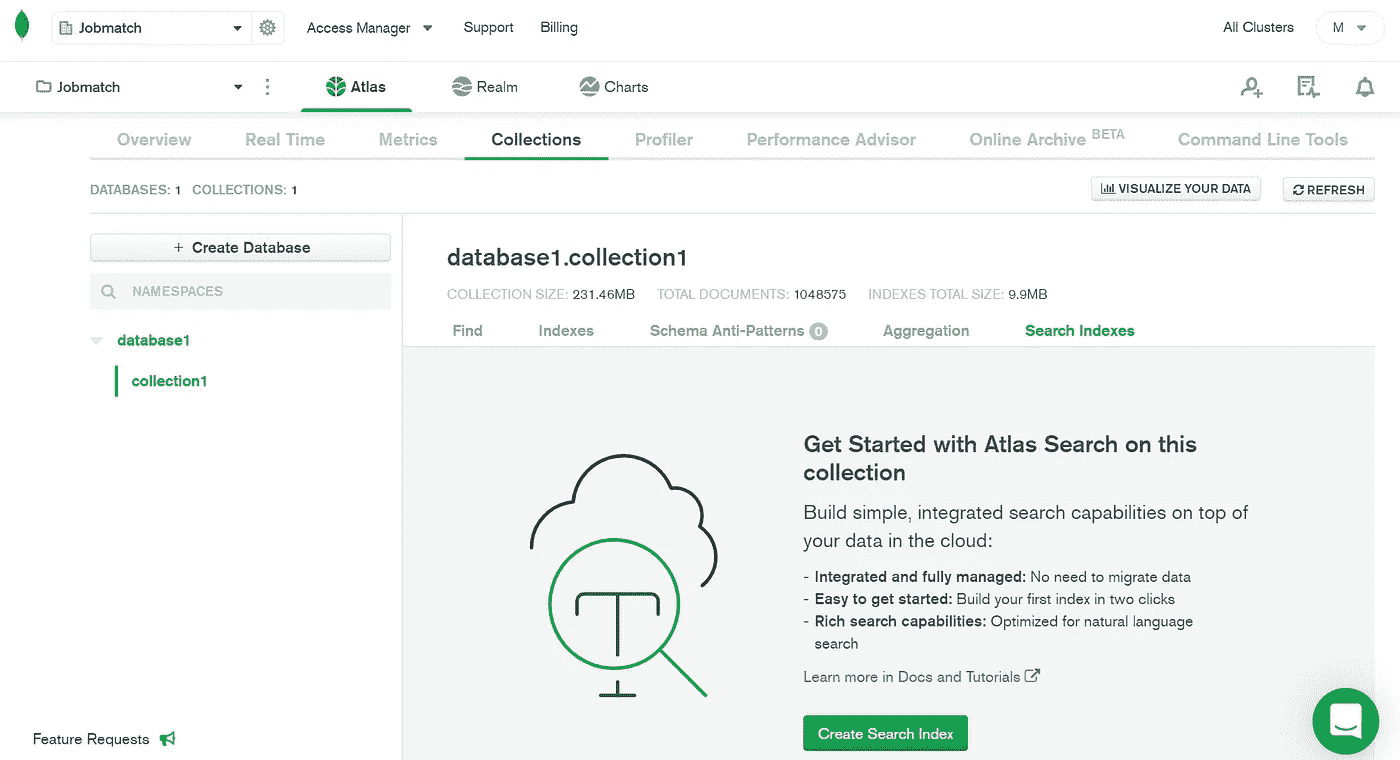 Jobmatch Access Manager Support Billing All Clusters M
Jobmatch Atlas Realm Charts
Overview Real Time Metrics Collections Profiler Performance Advisor Online Archive BETA Command Line Tools
DATABASES: 1 COLLECTIONS: 1 VISUALIZE YOUR DATA REFRESH
+ Create Database
NAMESPACES
database1
collection1
database1.collection1
COLLECTION SIZE: 231.46MB TOTAL DOCUMENTS: 1048575 INDEXES TOTAL SIZE: 9.9MB
Find Indexes Schema Anti-Patterns 0 Aggregation Search Indexes
Get Started with Atlas Search on this
collection
Build simple, integrated search capabilities on top of
your data in the cloud:
- Integrated and fully managed: No need to migrate data
- Easy to get started: Build your first index in two clicks
- Rich search capabilities: Optimized for natural language
search
Learn more in Docs and Tutorials
Create Search Index
Feature Requests